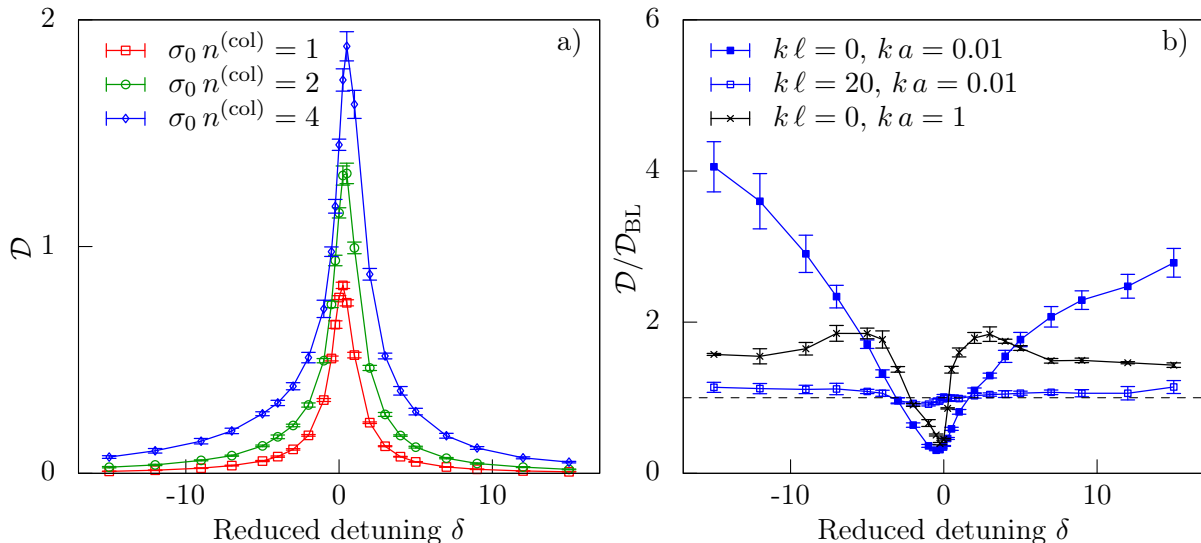 2
1
0
-10 0 10
𝒟
Reduced detuning δ
a)
σ₀ n⁽ᶜᵒˡ⁾ = 1
σ₀ n⁽ᶜᵒˡ⁾ = 2
σ₀ n⁽ᶜᵒˡ⁾ = 4
6
4
2
0
-10 0 10
𝒟/𝒟_BL
Reduced detuning δ
b)
k ℓ = 0, k a = 0.01
k ℓ = 20, k a = 0.01
k ℓ = 0, k a = 1